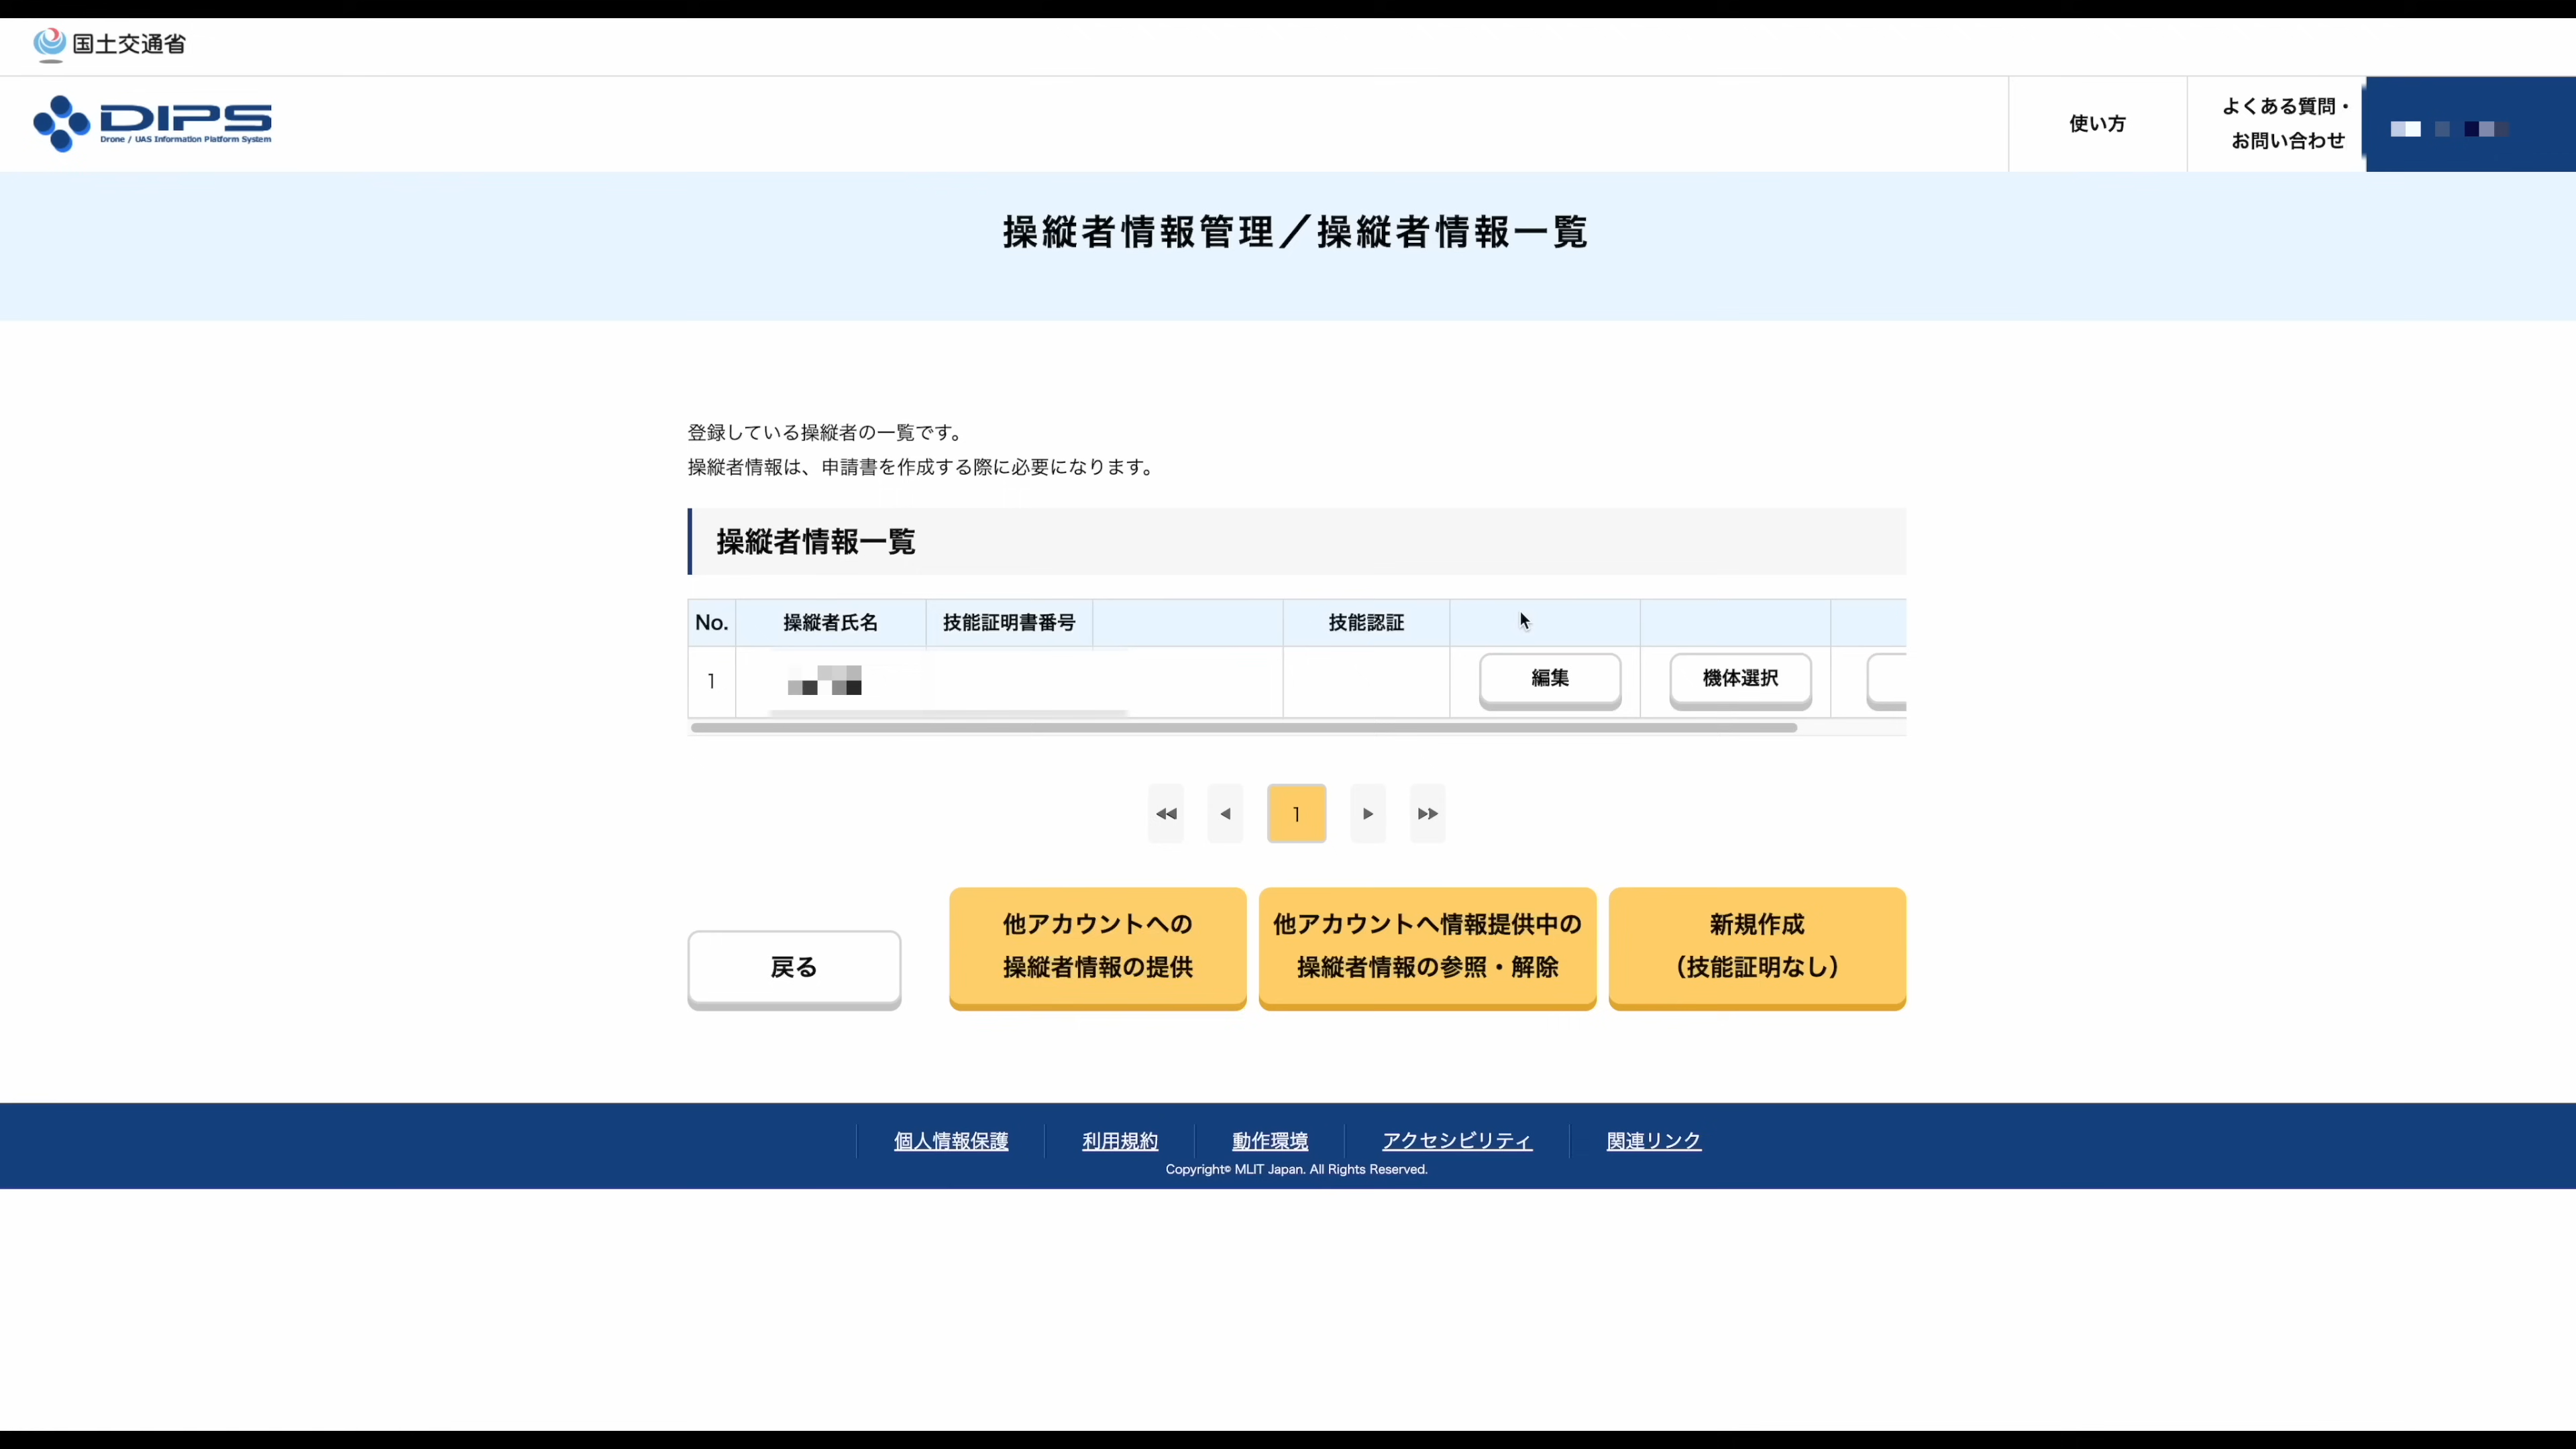 国土交通省
DIPS
Drone / UAS Information Platform System
使い方
よくある質問・
お問い合わせ
操縦者情報管理／操縦者情報一覧
登録している操縦者の一覧です。
操縦者情報は、申請書を作成する際に必要になります。
操縦者情報一覧
No. 操縦者氏名 技能証明書番号 技能認証
1 編集 機体選択
1
戻る
他アカウントへの
操縦者情報の提供
他アカウントへ情報提供中の
操縦者情報の参照・解除
新規作成
（技能証明なし）
個人情報保護 利用規約 動作環境 アクセシビリティ 関連リンク
Copyright© MLIT Japan. All Rights Reserved.